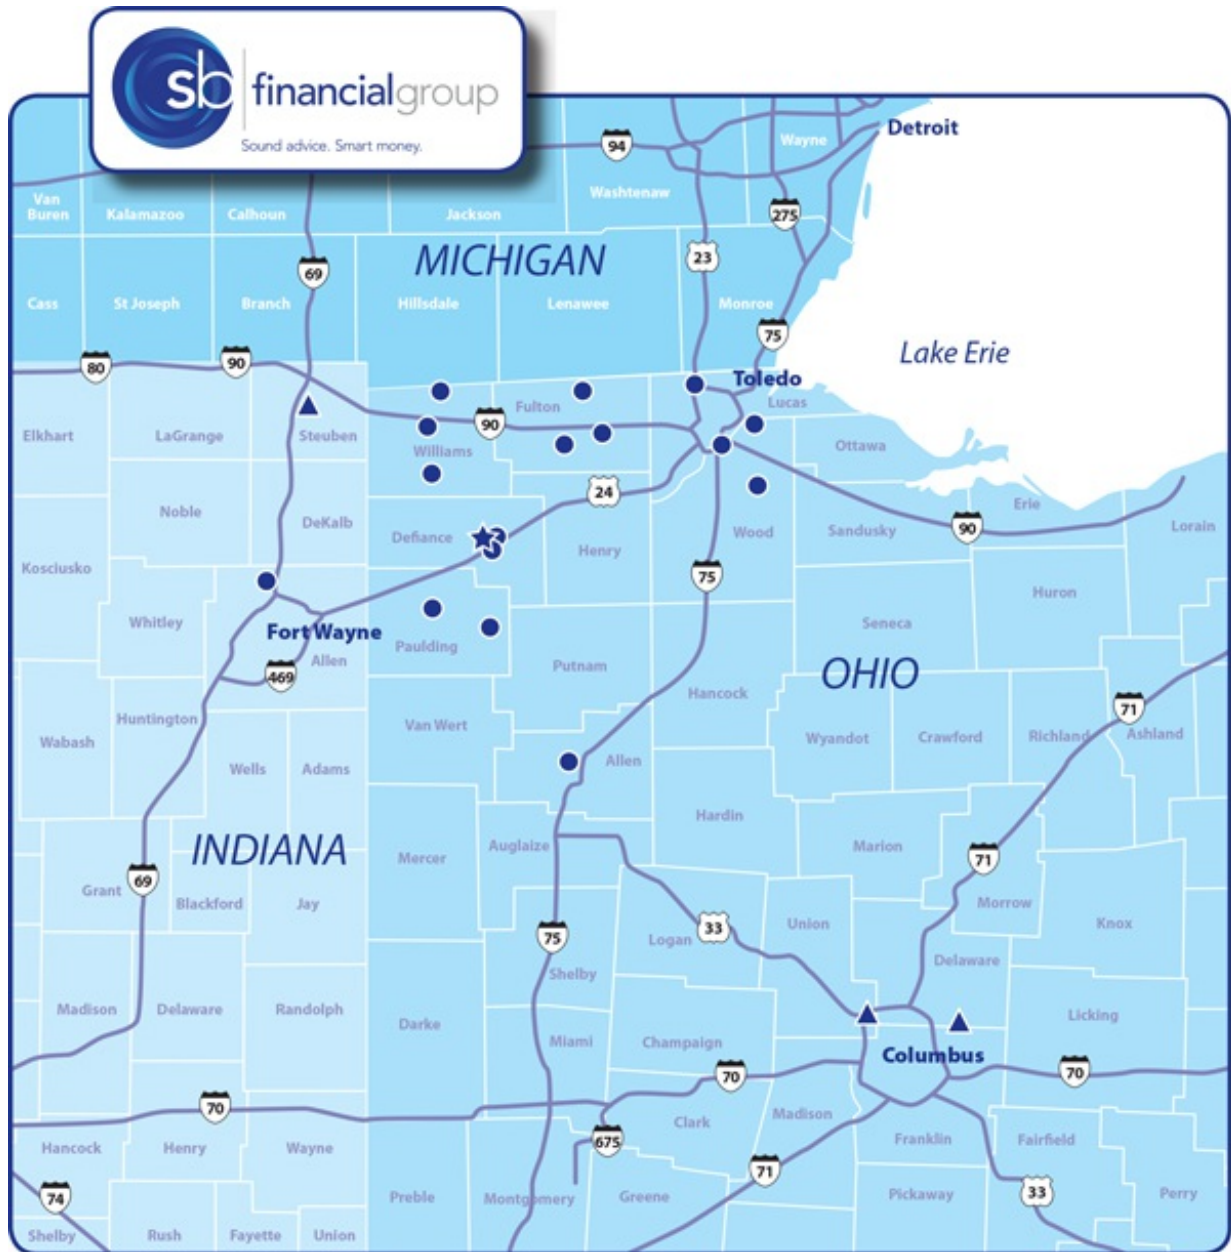 sb financialgroup
Sound advice. Smart money.
Detroit
94
Wayne
Van
Buren
Kalamazoo
Calhoun
Jackson
Washtenaw
275
MICHIGAN
23
69
Cass
St Joseph
Branch
Hillsdale
Lenawee
Monroe
75
Lake Erie
80
90
Toledo
Lucas
Fulton
90
Elkhart
LaGrange
Steuben
Williams
Ottawa
24
Noble
DeKalb
Defiance
Henry
Wood
Sandusky
90
Erie
Lorain
Kosciusko
75
Huron
Whitley
Fort Wayne
Allen
Paulding
Seneca
469
Putnam
OHIO
Hancock
Huntington
Van Wert
71
Wabash
Wyandot
Crawford
Richland
Ashland
Wells
Adams
Allen
Hardin
INDIANA
Mercer
Auglaize
Marion
71
69
Grant
Blackford
Jay
Morrow
Knox
75
Logan
33
Union
Delaware
Shelby
Madison
Delaware
Randolph
Darke
Miami
Champaign
Licking
Columbus
70
70
70
Clark
Madison
Hancock
Henry
Wayne
675
Franklin
Fairfield
71
74
Preble
Montgomery
Greene
Pickaway
33
Perry
Shelby
Rush
Fayette
Union